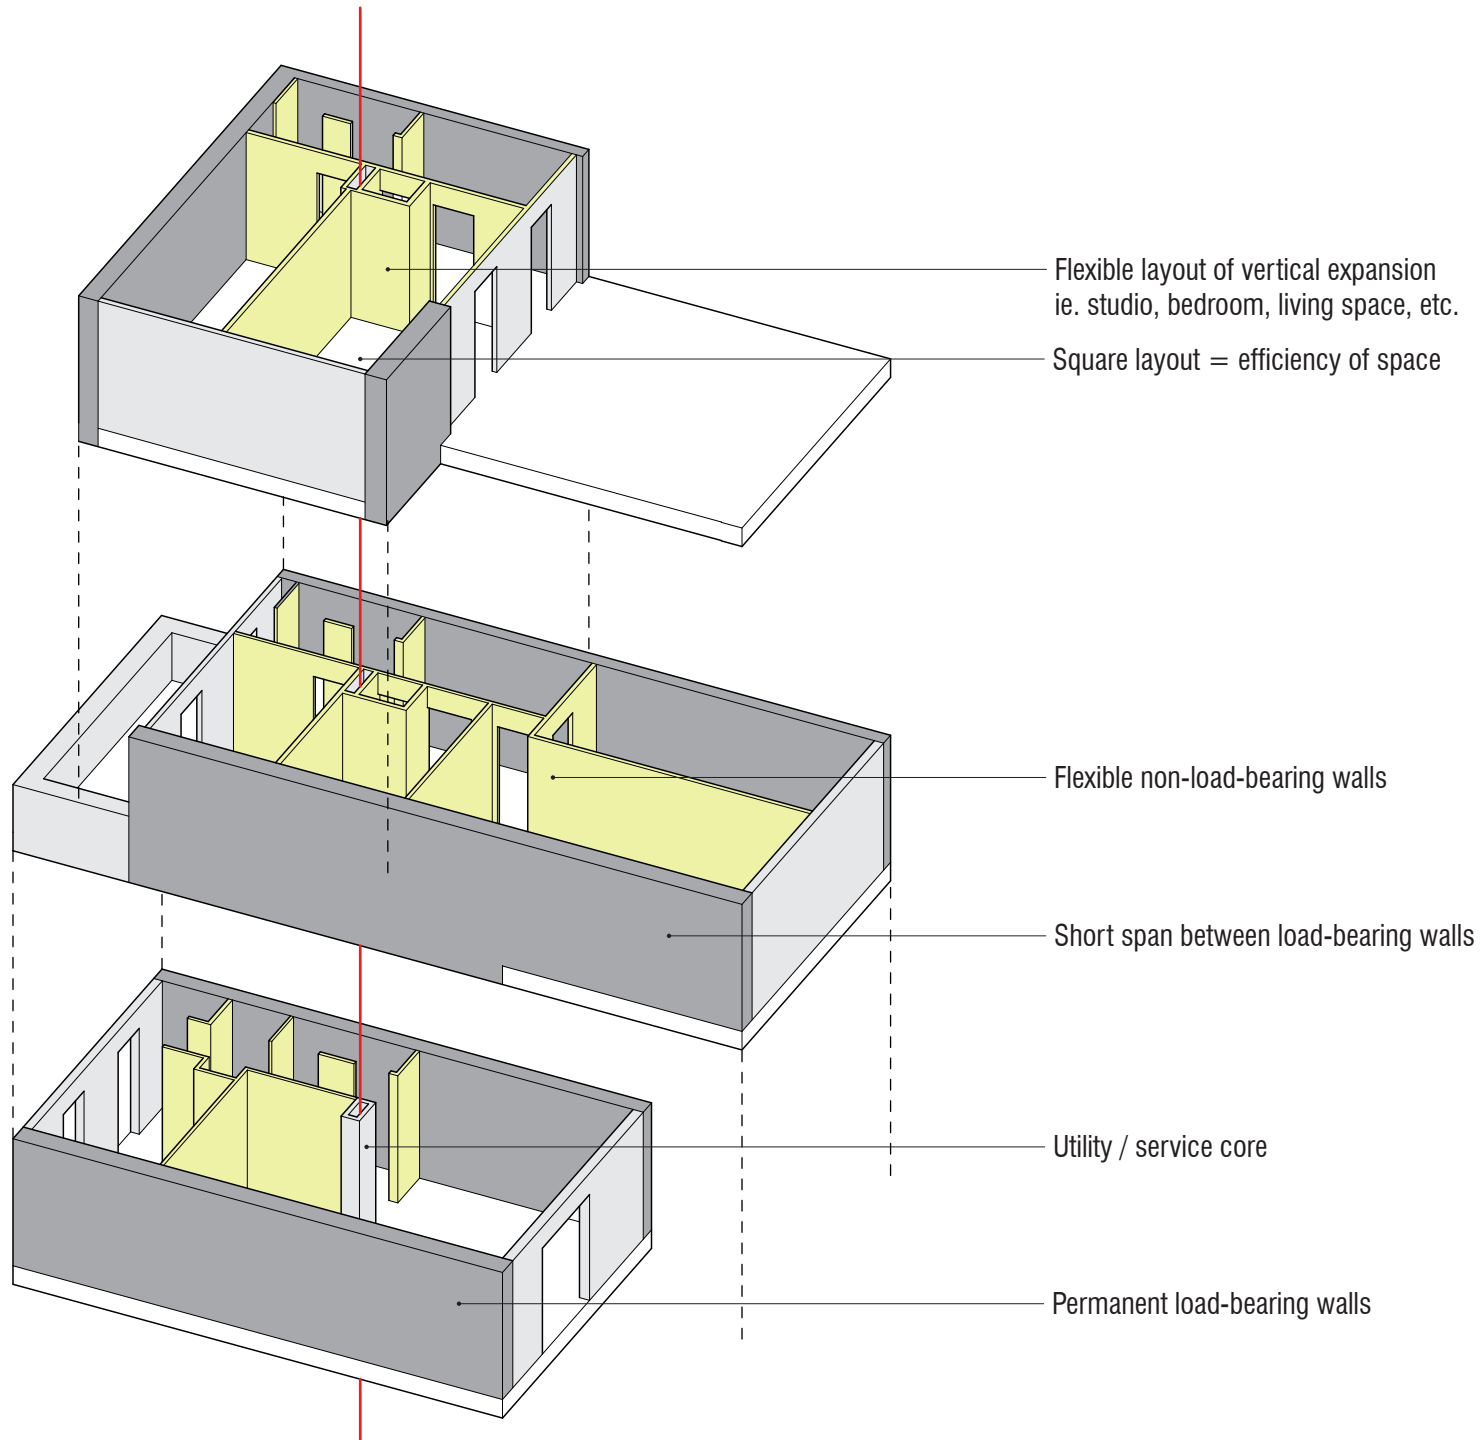 Flexible layout of vertical expansion
ie. studio, bedroom, living space, etc.
Square layout = efficiency of space
Flexible non-load-bearing walls
Short span between load-bearing walls
Utility / service core
Permanent load-bearing walls